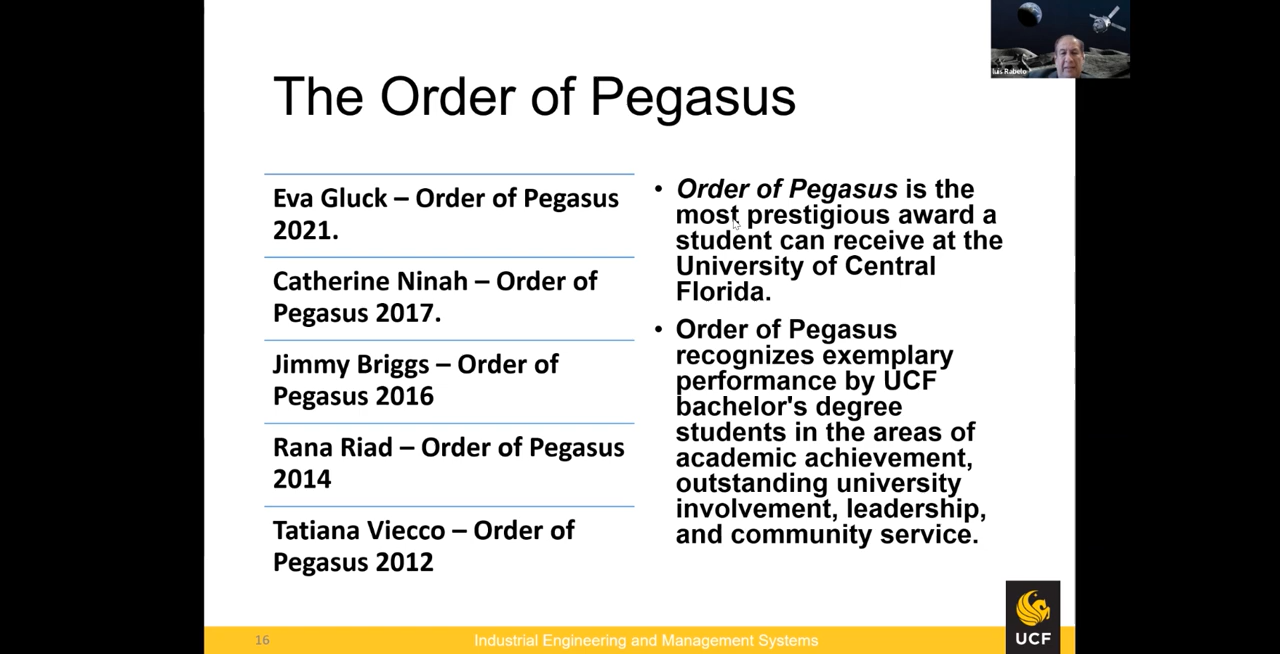 Luis Rabelo
The Order of Pegasus
Eva Gluck – Order of Pegasus
2021.
Catherine Ninah – Order of
Pegasus 2017.
Jimmy Briggs – Order of
Pegasus 2016
Rana Riad – Order of Pegasus
2014
Tatiana Viecco – Order of
Pegasus 2012
• Order of Pegasus is the
most prestigious award a
student can receive at the
University of Central
Florida.
• Order of Pegasus
recognizes exemplary
performance by UCF
bachelor's degree
students in the areas of
academic achievement,
outstanding university
involvement, leadership,
and community service.
16
Industrial Engineering and Management Systems
UCF